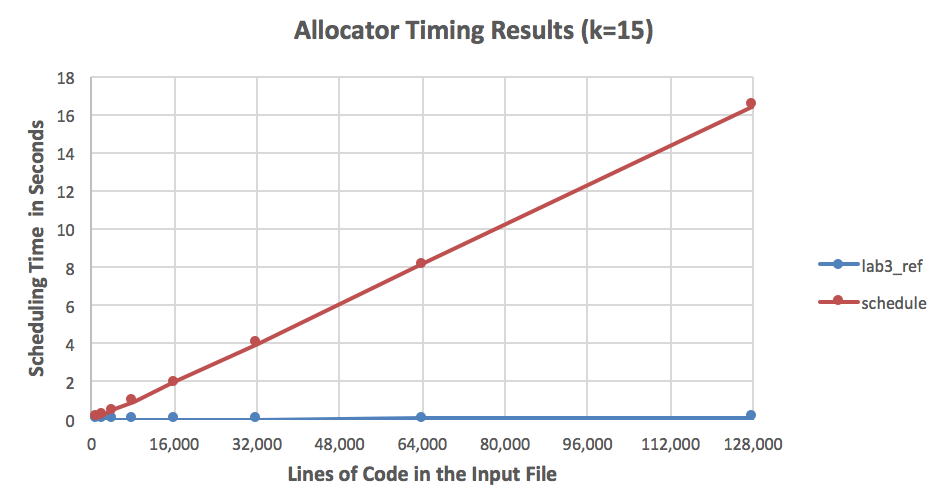 Allocator Timing Results (k=15)
Scheduling Time in Seconds
18
16
14
12
10
8
6
4
2
0
0 16,000 32,000 48,000 64,000 80,000 96,000 112,000 128,000
Lines of Code in the Input File
lab3_ref
schedule